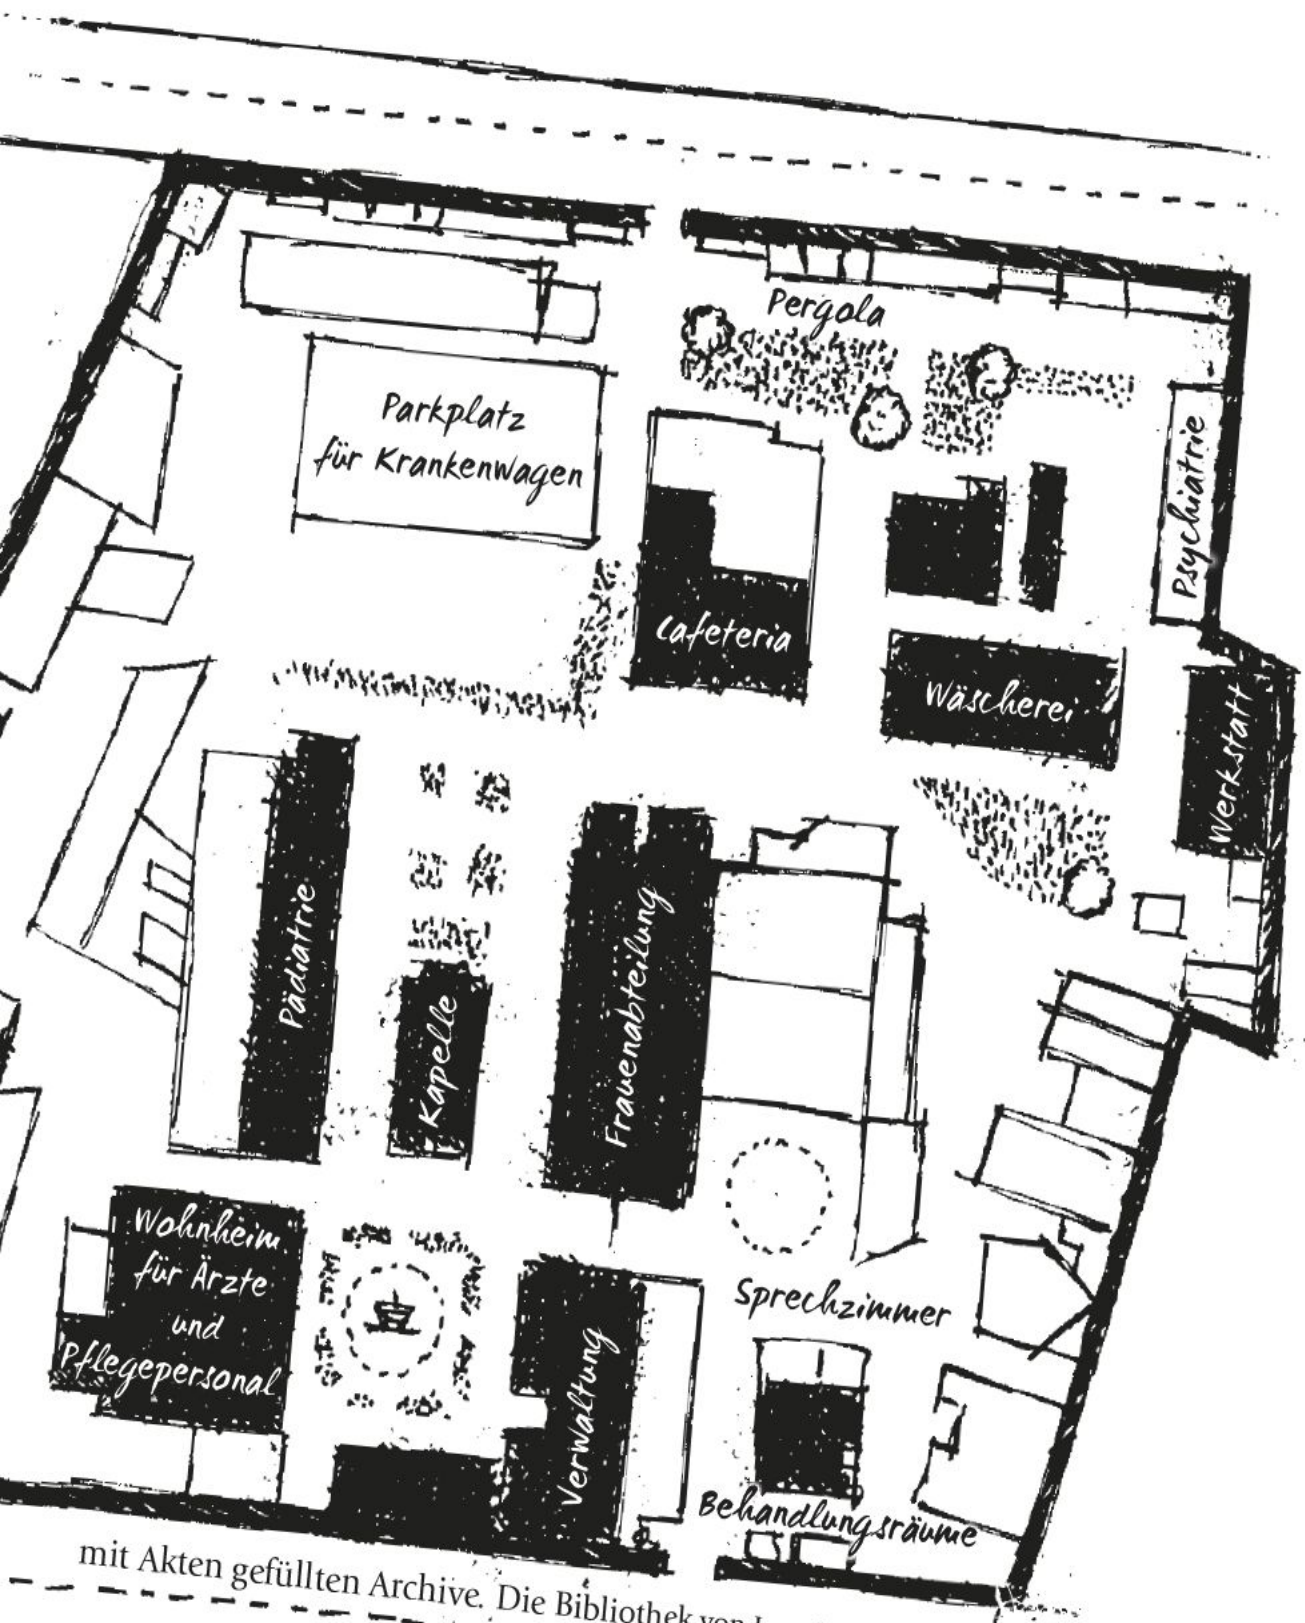 Pergola
Parkplatz
für Krankenwagen
Psychiatrie
Cafeteria
Wäscherei
Werkstatt
Pädiatrie
Kapelle
Frauenabteilung
Wohnheim
für Ärzte
und
Pflegepersonal
Sprechzimmer
Verwaltung
Behandlungsräume
mit Akten gefüllten Archive. Die Bibliothek von